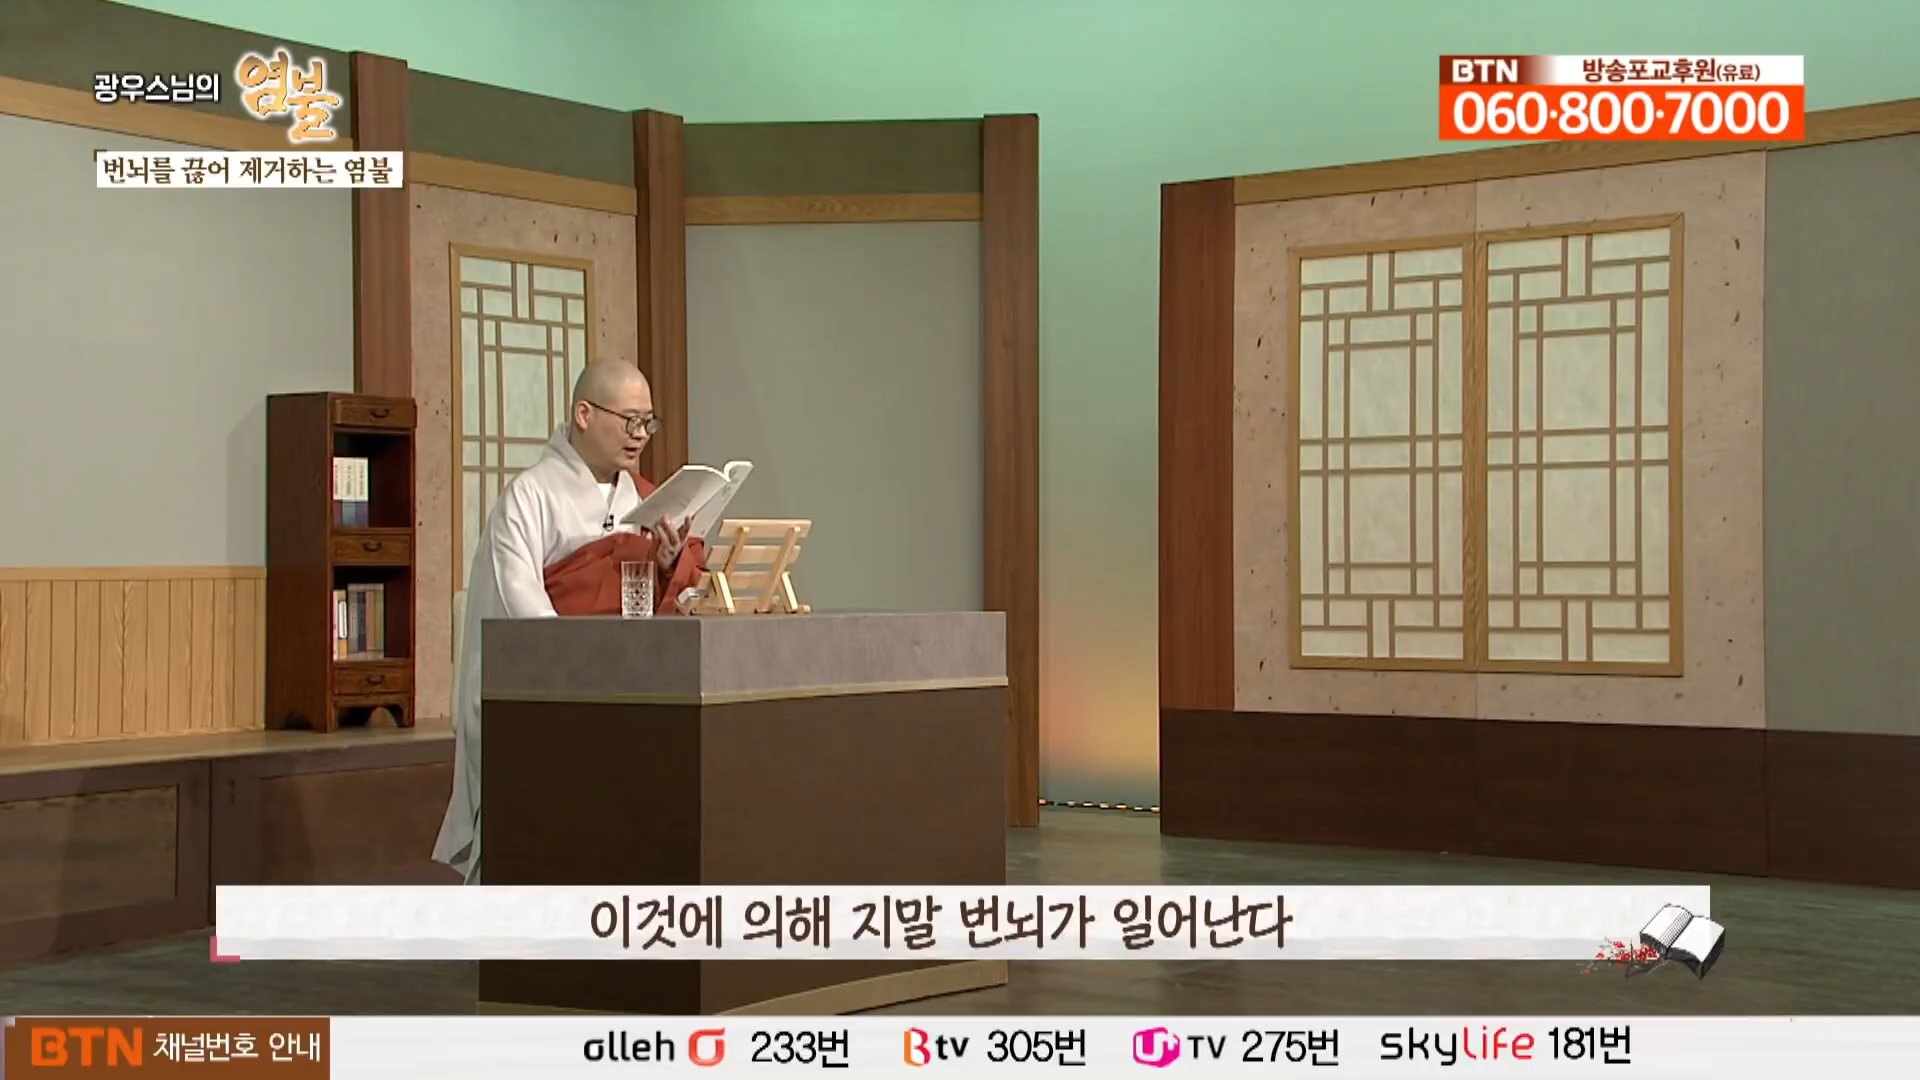 광우스님의 염불
번뇌를 끊어 제거하는 염불
BTN 방송포교후원(유료)
060·800·7000
이것에 의해 지말 번뇌가 일어난다
BTN 채널번호 안내 olleh 233번 B tv 305번 U+ TV 275번 skylife 181번